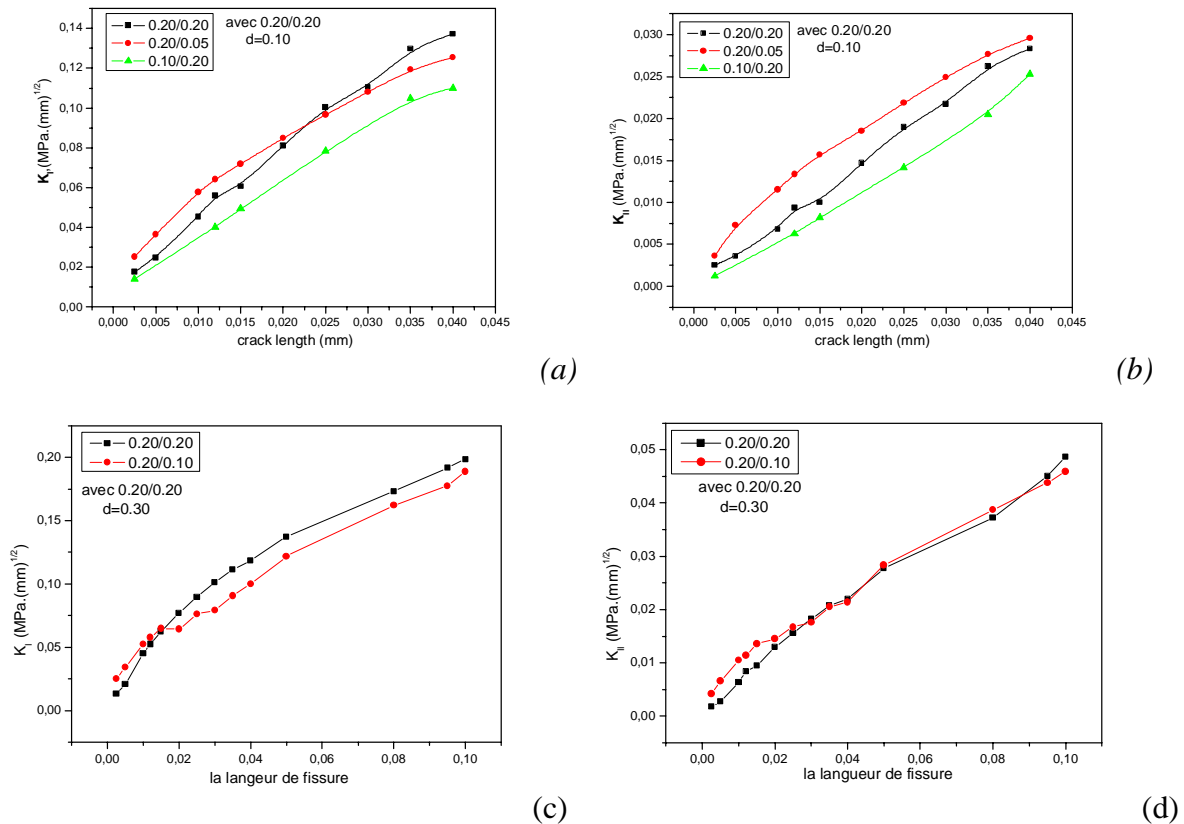 0.20/0.20
0.20/0.05
0.10/0.20
avec 0.20/0.20
d=0.10
0,14
0,12
0,10
0,08
0,06
0,04
0,02
0,00
K_I,(MPa.(mm)^1/2)
0,000 0,005 0,010 0,015 0,020 0,025 0,030 0,035 0,040 0,045
crack length (mm)
(a)
0.20/0.20
0.20/0.05
0.10/0.20
avec 0.20/0.20
d=0.10
0,030
0,025
0,020
0,015
0,010
0,005
0,000
K_II (MPa.(mm)^1/2)
0,000 0,005 0,010 0,015 0,020 0,025 0,030 0,035 0,040 0,045
crack length (mm)
(b)
0.20/0.20
0.20/0.10
avec 0.20/0.20
d=0.30
0,20
0,15
0,10
0,05
0,00
K_I (MPa.(mm)^1/2)
0,00 0,02 0,04 0,06 0,08 0,10
la langeur de fissure
(c)
0.20/0.20
0.20/0.10
avec 0.20/0.20
d=0.30
0,05
0,04
0,03
0,02
0,01
0,00
K_II (MPa.(mm)^1/2)
0,00 0,02 0,04 0,06 0,08 0,10
la langueur de fissure
(d)